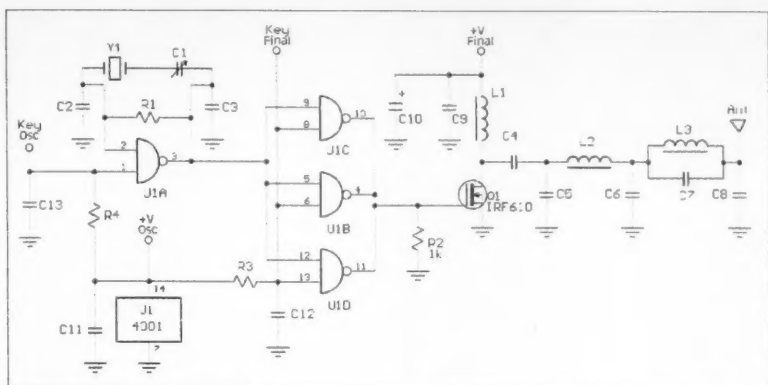 Key
Final
+V
Final
Y1
C1
C2
R1
C3
Key
Osc
2
1
3
J1A
C13
R4
+V
Osc
14
J1
4001
7
C11
R3
C12
9
8
10
J1C
5
6
4
U1B
12
13
11
U1D
+
C10
C9
L1
C4
Q1
IRF610
R2
1k
C5
L2
C6
L3
C7
C8
Ant